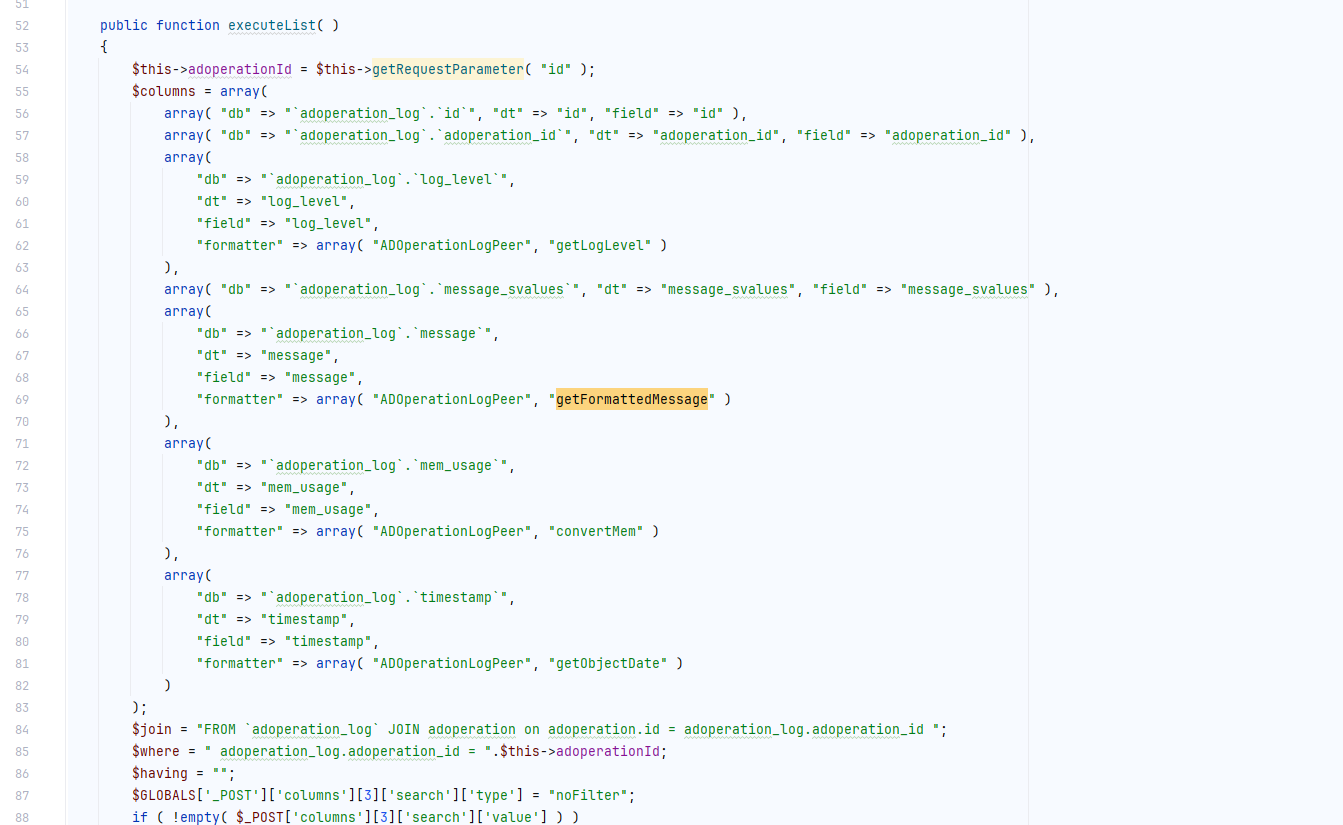 51
52 public function executeList( )
53 {
54 $this->adoperationId = $this->getRequestParameter( "id" );
55 $columns = array(
56 array( "db" => "`adoperation_log`.`id`", "dt" => "id", "field" => "id" ),
57 array( "db" => "`adoperation_log`.`adoperation_id`", "dt" => "adoperation_id", "field" => "adoperation_id" ),
58 array(
59 "db" => "`adoperation_log`.`log_level`",
60 "dt" => "log_level",
61 "field" => "log_level",
62 "formatter" => array( "ADOperationLogPeer", "getLogLevel" )
63 ),
64 array( "db" => "`adoperation_log`.`message_svalues`", "dt" => "message_svalues", "field" => "message_svalues" ),
65 array(
66 "db" => "`adoperation_log`.`message`",
67 "dt" => "message",
68 "field" => "message",
69 "formatter" => array( "ADOperationLogPeer", "getFormattedMessage" )
70 ),
71 array(
72 "db" => "`adoperation_log`.`mem_usage`",
73 "dt" => "mem_usage",
74 "field" => "mem_usage",
75 "formatter" => array( "ADOperationLogPeer", "convertMem" )
76 ),
77 array(
78 "db" => "`adoperation_log`.`timestamp`",
79 "dt" => "timestamp",
80 "field" => "timestamp",
81 "formatter" => array( "ADOperationLogPeer", "getObjectDate" )
82 )
83 );
84 $join = "FROM `adoperation_log` JOIN adoperation on adoperation.id = adoperation_log.adoperation_id ";
85 $where = " adoperation_log.adoperation_id = ".$this->adoperationId;
86 $having = "";
87 $GLOBALS['_POST']['columns'][3]['search']['type'] = "noFilter";
88 if ( !empty( $_POST['columns'][3]['search']['value'] ) )